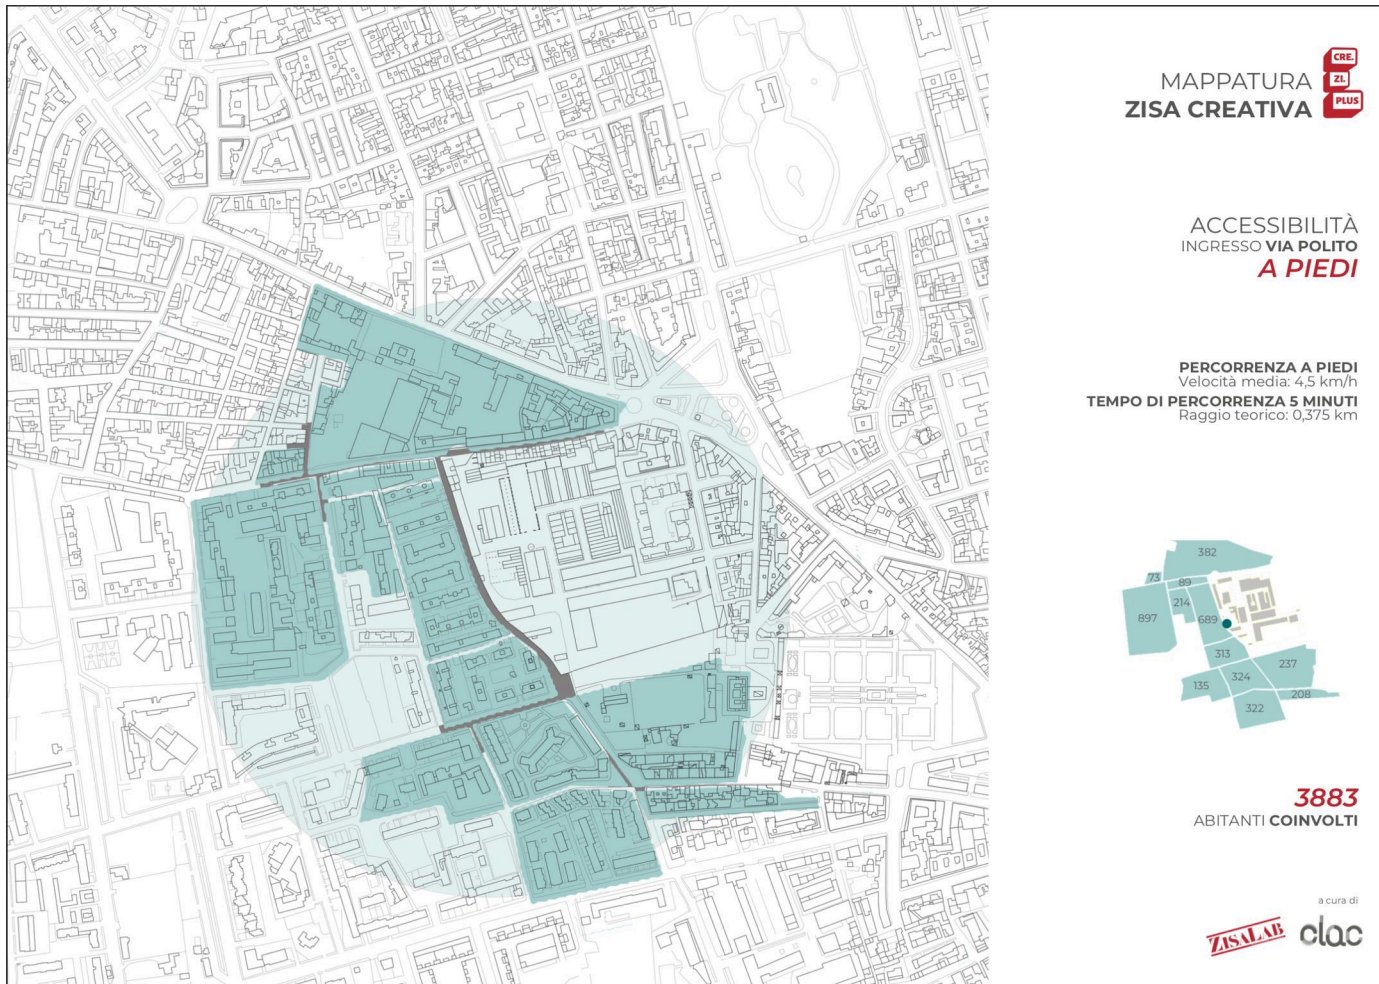 MAPPATURA
ZISA CREATIVA
CRE.
ZI.
PLUS
ACCESSIBILITÀ
INGRESSO VIA POLITO
A PIEDI
PERCORRENZA A PIEDI
Velocità media: 4,5 km/h
TEMPO DI PERCORRENZA 5 MINUTI
Raggio teorico: 0,375 km
382
73
89
897
214
689
313
237
135
324
208
322
3883
ABITANTI COINVOLTI
a cura di
ZISALAB
clac